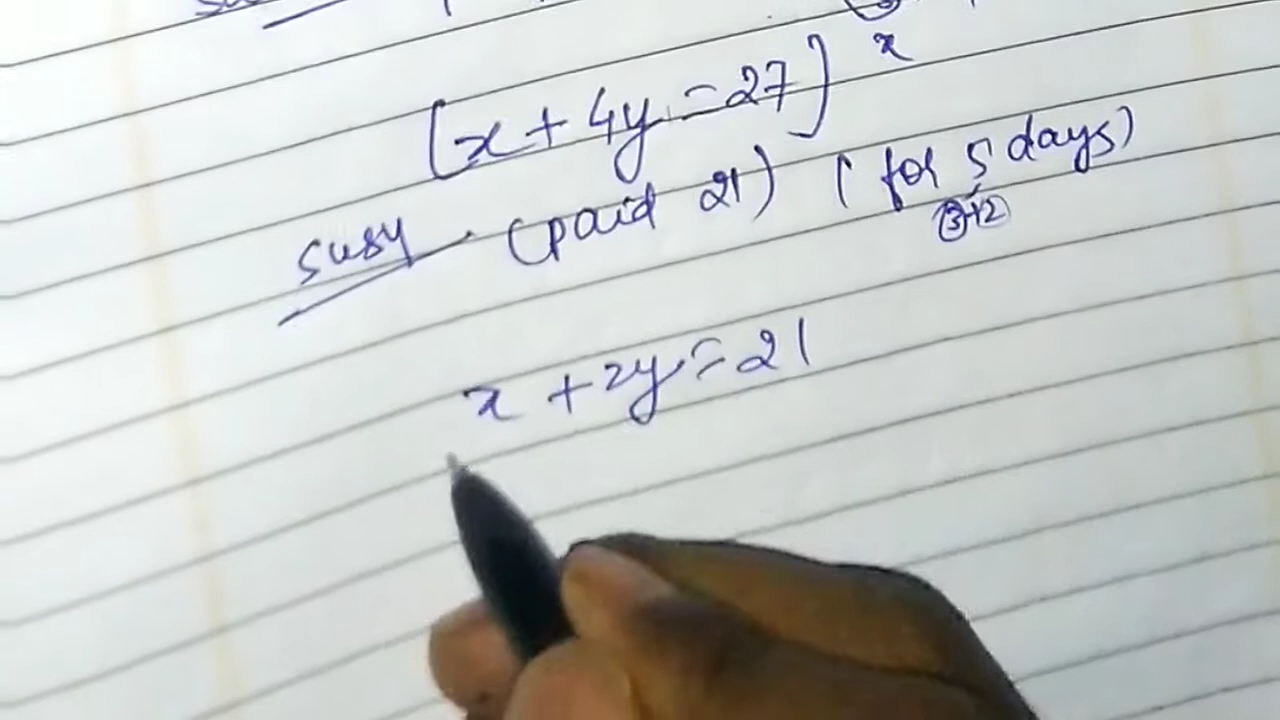 x
[x + 4y = 27]
susy (paid 21) (for 5 days)
3+2
x + 2y = 21